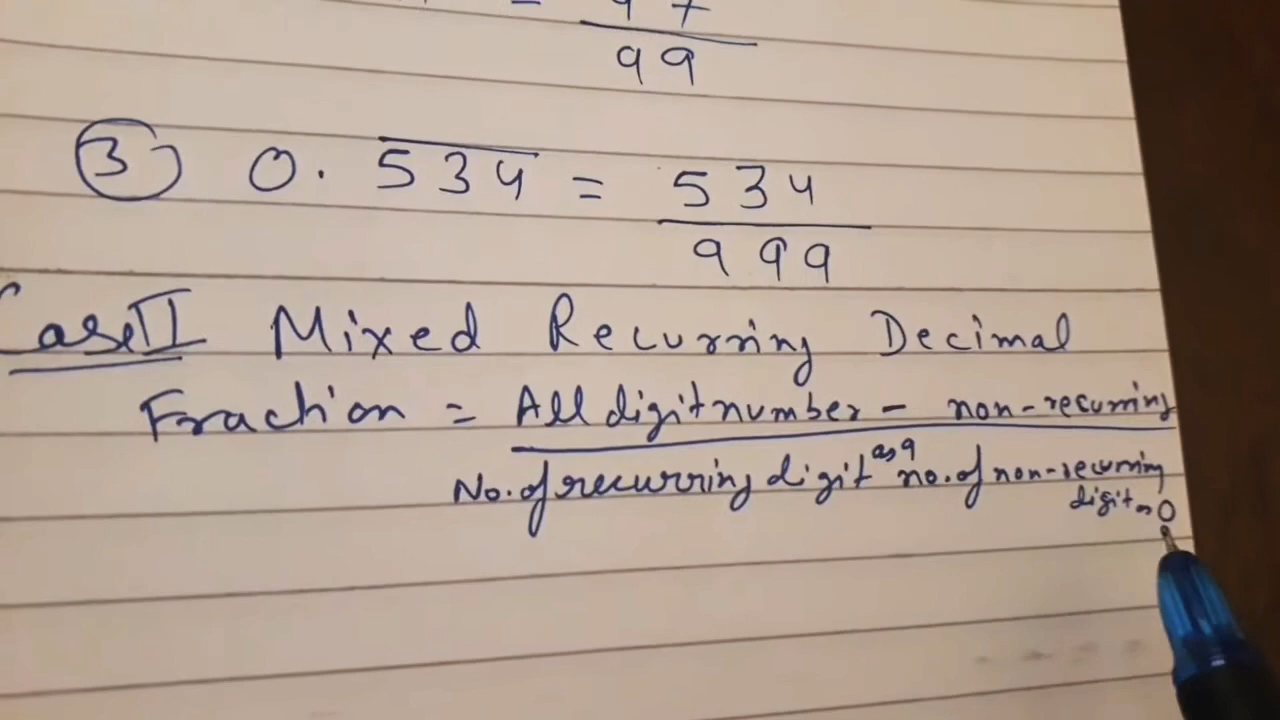 = 97
99
3 0.534 = 534
999
Case II Mixed Recurring Decimal
Fraction = All digit number - non-recurring
No. of recurring digit as 9 no. of non-recurring
digit as 0